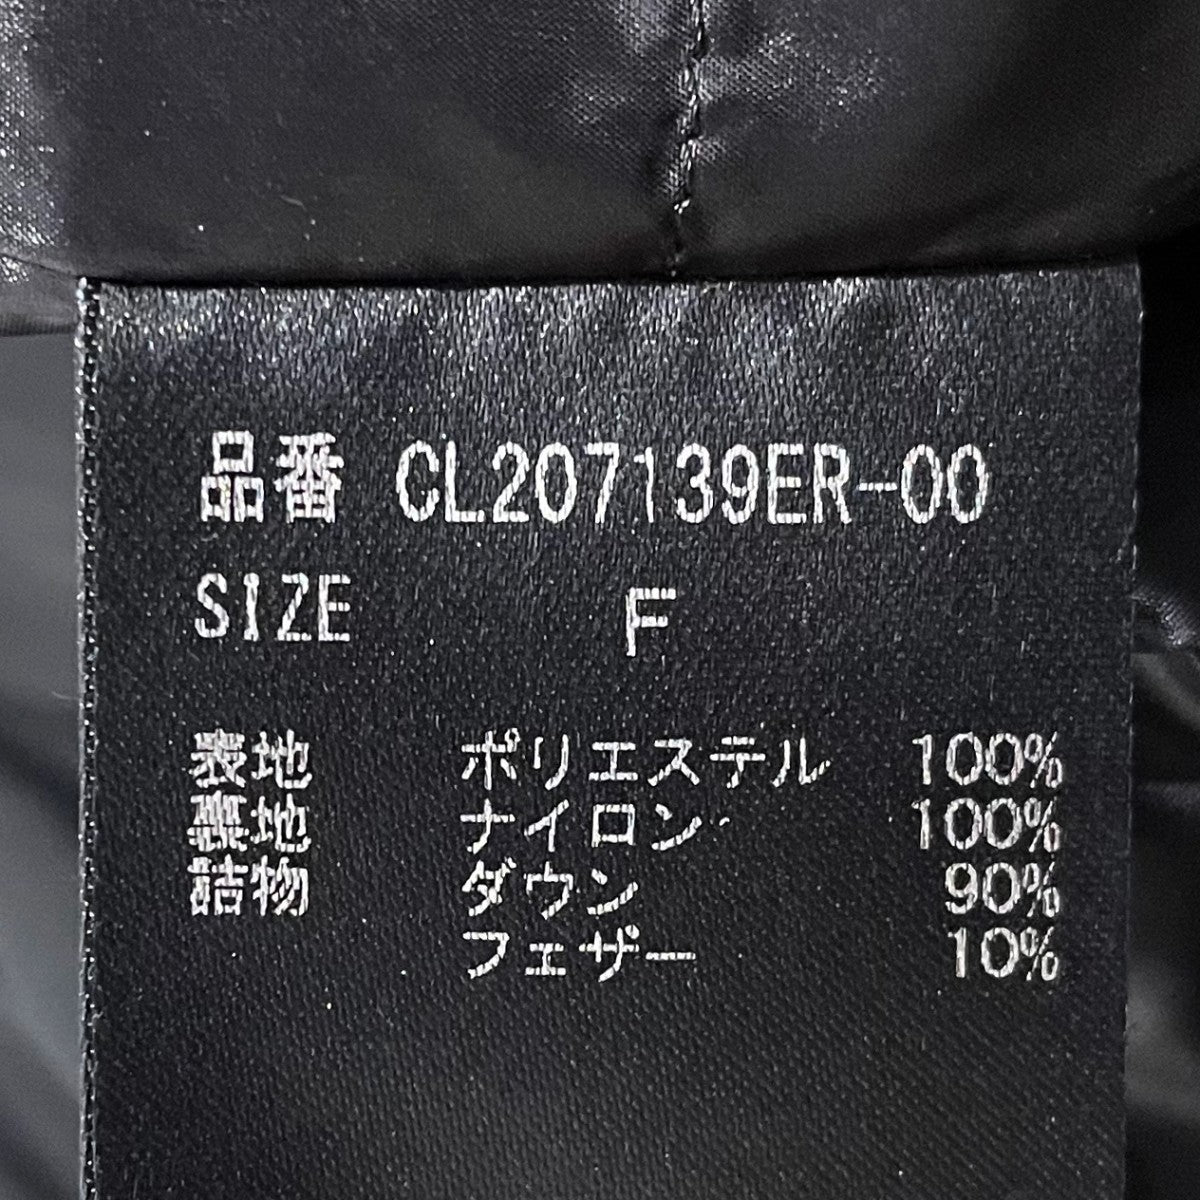 品番 CL207139ER-00
SIZE F
表地 ポリエステル 100%
裏地 ナイロン 100%
詰物 ダウン 90%
フェザー 10%